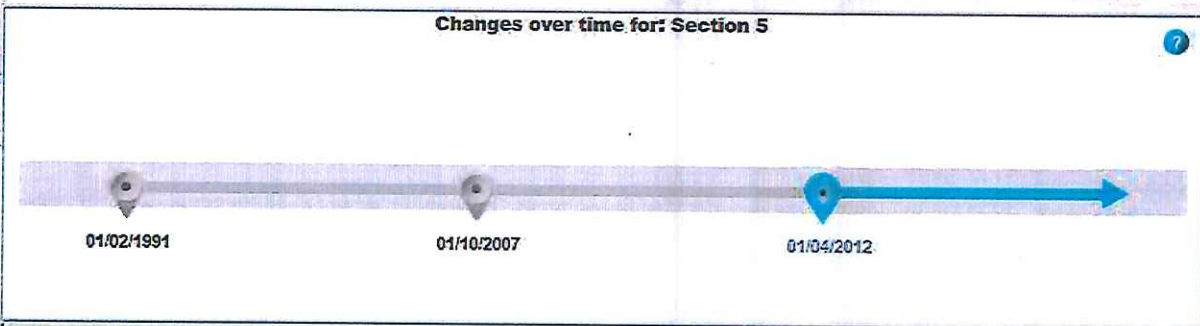 Changes over time for: Section 5
?
01/02/1991
01/10/2007
01/04/2012